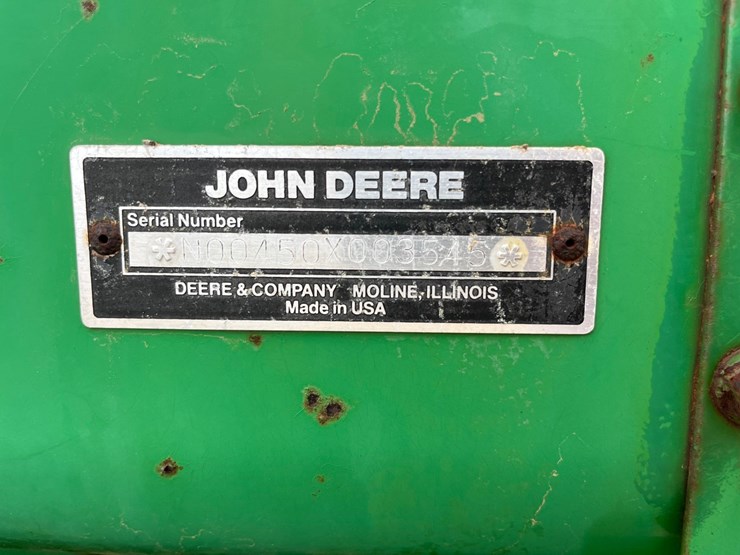 JOHN DEERE
Serial Number
*N00450X003545*
DEERE & COMPANY MOLINE, ILLINOIS
Made in USA